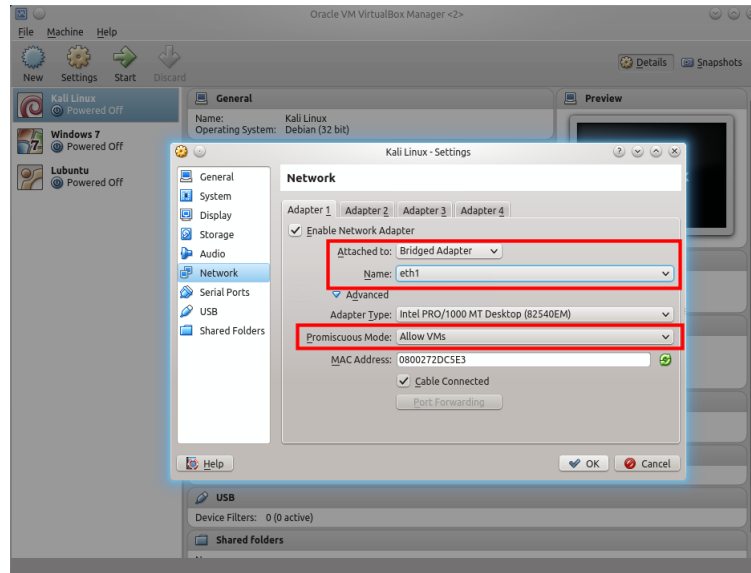 Oracle VM VirtualBox Manager <2>
File Machine Help
New Settings Start Discard
Details Snapshots
Kali Linux
Powered Off
Windows 7
Powered Off
Lubuntu
Powered Off
General
Name: Kali Linux
Operating System: Debian (32 bit)
Preview
Kali Linux - Settings
General
System
Display
Storage
Audio
Network
Serial Ports
USB
Shared Folders
Network
Adapter 1 Adapter 2 Adapter 3 Adapter 4
Enable Network Adapter
Attached to: Bridged Adapter
Name: eth1
Advanced
Adapter Type: Intel PRO/1000 MT Desktop (82540EM)
Promiscuous Mode: Allow VMs
MAC Address: 0800272DC5E3
Cable Connected
Port Forwarding
Help
OK Cancel
USB
Device Filters: 0 (0 active)
Shared folders